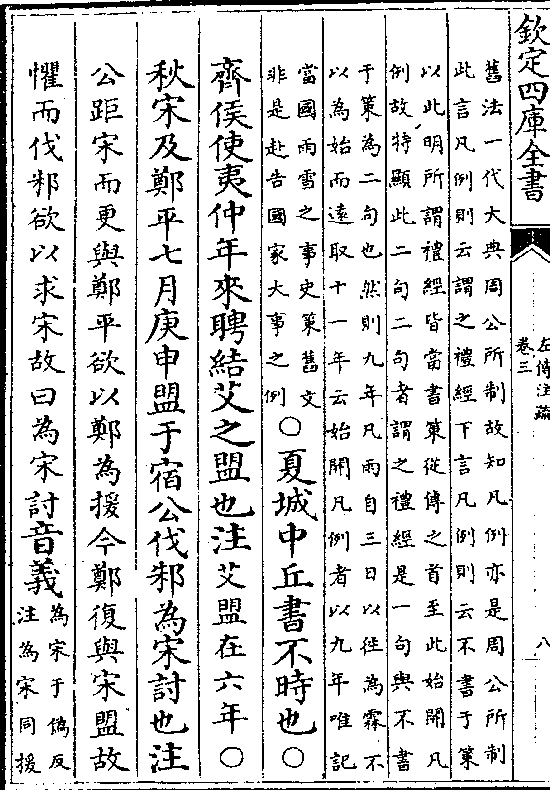 欽定四庫全書
左傳注疏
卷三
八
舊法一代大典周公所制故知凡例亦是周公所制
此言凡例則云謂之禮經下言凡例則云不書于策
以此明所謂禮經皆當書策從傳之首至此始開凡
例故特顯此二句二句者謂之禮經是一句與不書
于策為二句也然則九年凡雨自三日以往為霖不
以為始而遠取十一年云始開凡例者以九年唯記
當國雨雪之事史策舊文
非是赴告國家大事之例
○夏城中丘書不時也○
齊侯使夷仲年來聘結艾之盟也注艾盟在六年○
秋宋及鄭平七月庚申盟于宿公伐邾為宋討也注
公距宋而更與鄭平欲以鄭為援今鄭復與宋盟故
懼而伐邾欲以求宋故曰為宋討音義
為宋于偽反
注為宋同援